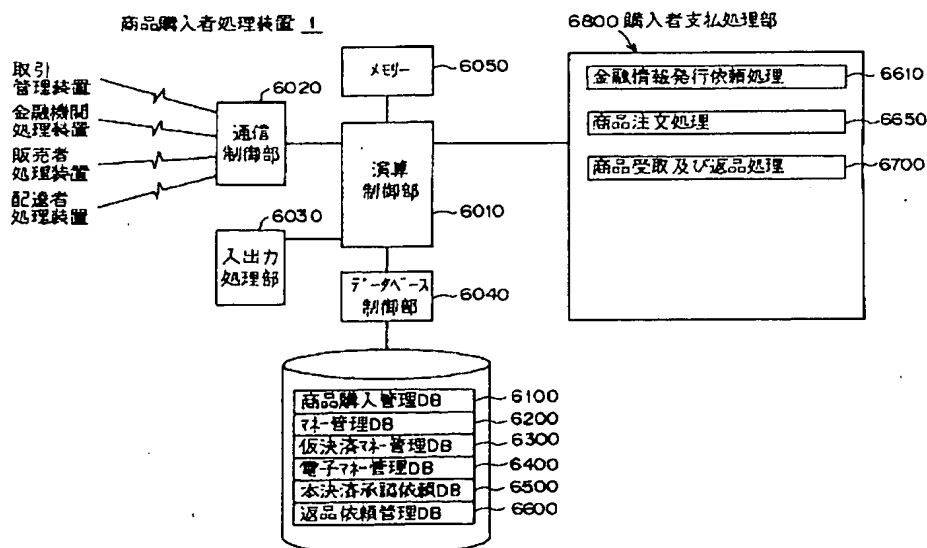 商品購入者処理装置 1
6800 購入者支払処理部
取引
管理装置
金融機関
処理装置
販売者
処理装置
配達者
処理装置
6020
通信
制御部
メモリー
6050
演算
制御部
6010
6030
入出力
処理部
データベース
制御部
6040
金融情報発行依頼処理
6610
商品注文処理
6650
商品受取及び返品処理
6700
商品購入管理DB
6100
マネー管理DB
6200
仮決済マネー管理DB
6300
電子マネー管理DB
6400
本決済承認依頼DB
6500
返品依頼管理DB
6600